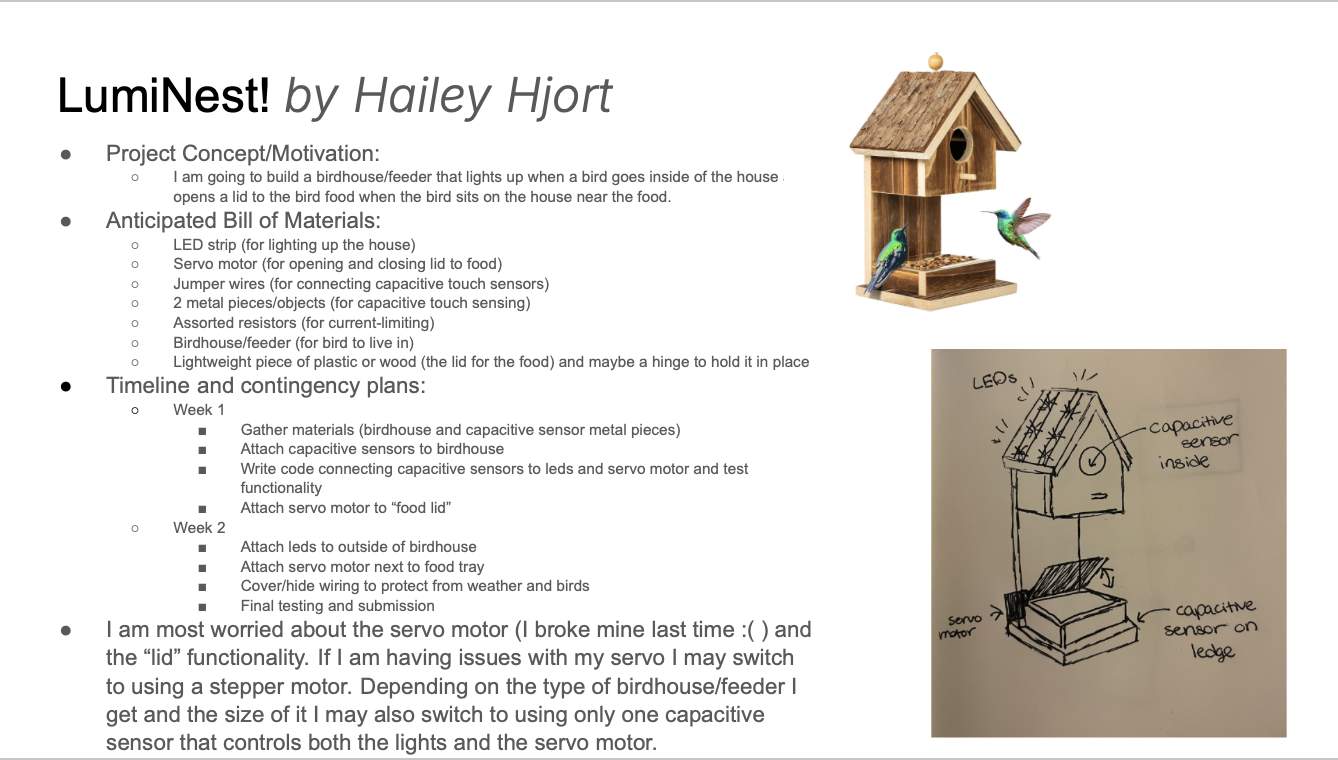 LumiNest! by Hailey Hjort
● Project Concept/Motivation:
○ I am going to build a birdhouse/feeder that lights up when a bird goes inside of the house
opens a lid to the bird food when the bird sits on the house near the food.
● Anticipated Bill of Materials:
○ LED strip (for lighting up the house)
○ Servo motor (for opening and closing lid to food)
○ Jumper wires (for connecting capacitive touch sensors)
○ 2 metal pieces/objects (for capacitive touch sensing)
○ Assorted resistors (for current-limiting)
○ Birdhouse/feeder (for bird to live in)
○ Lightweight piece of plastic or wood (the lid for the food) and maybe a hinge to hold it in place
● Timeline and contingency plans:
○ Week 1
■ Gather materials (birdhouse and capacitive sensor metal pieces)
■ Attach capacitive sensors to birdhouse
■ Write code connecting capacitive sensors to leds and servo motor and test
functionality
■ Attach servo motor to “food lid”
○ Week 2
■ Attach leds to outside of birdhouse
■ Attach servo motor next to food tray
■ Cover/hide wiring to protect from weather and birds
■ Final testing and submission
● I am most worried about the servo motor (I broke mine last time :( ) and
the “lid” functionality. If I am having issues with my servo I may switch
to using a stepper motor. Depending on the type of birdhouse/feeder I
get and the size of it I may also switch to using only one capacitive
sensor that controls both the lights and the servo motor.
LEDs
capacitive
sensor
inside
servo
motor
capacitive
sensor on
ledge